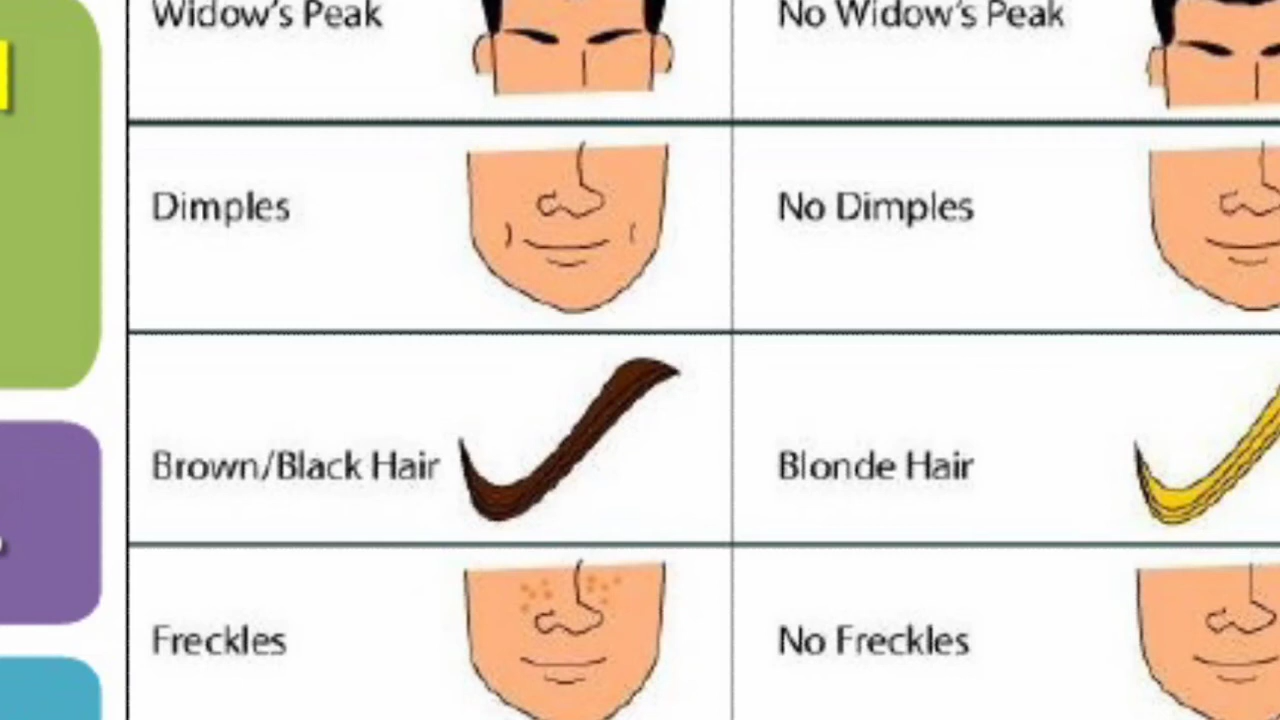 Widow's Peak
No Widow's Peak
Dimples
No Dimples
Brown/Black Hair
Blonde Hair
Freckles
No Freckles